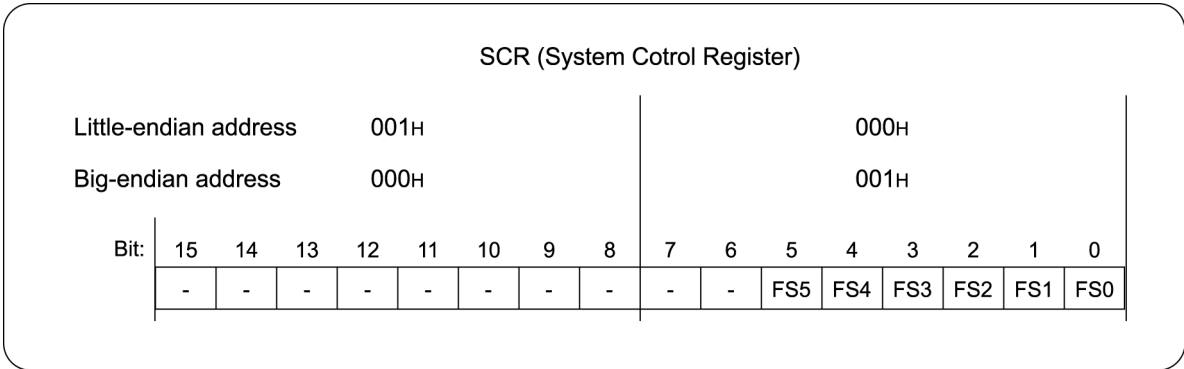 SCR (System Cotrol Register)
Little-endian address 001H 000H
Big-endian address 000H 001H
Bit: 15 14 13 12 11 10 9 8 7 6 5 4 3 2 1 0
- - - - - - - - - - FS5 FS4 FS3 FS2 FS1 FS0